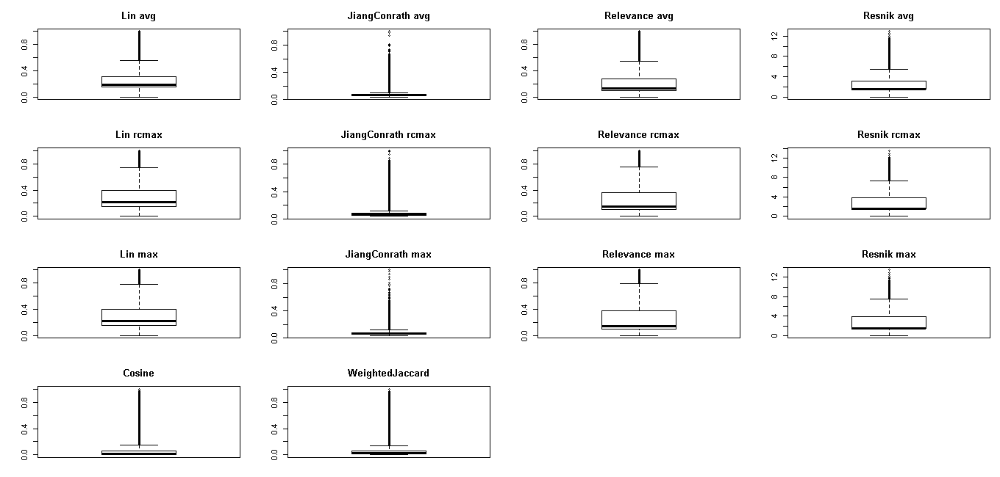 Lin avg
JiangConrath avg
Relevance avg
Resnik avg
0.0 0.4 0.8
0.0 0.4 0.8
0.0 0.4 0.8
0 4 8 12
Lin rcmax
JiangConrath rcmax
Relevance rcmax
Resnik rcmax
0.0 0.4 0.8
0.0 0.4 0.8
0.0 0.4 0.8
0 4 8 12
Lin max
JiangConrath max
Relevance max
Resnik max
0.0 0.4 0.8
0.0 0.4 0.8
0.0 0.4 0.8
0 4 8 12
Cosine
WeightedJaccard
0.0 0.4 0.8
0.0 0.4 0.8